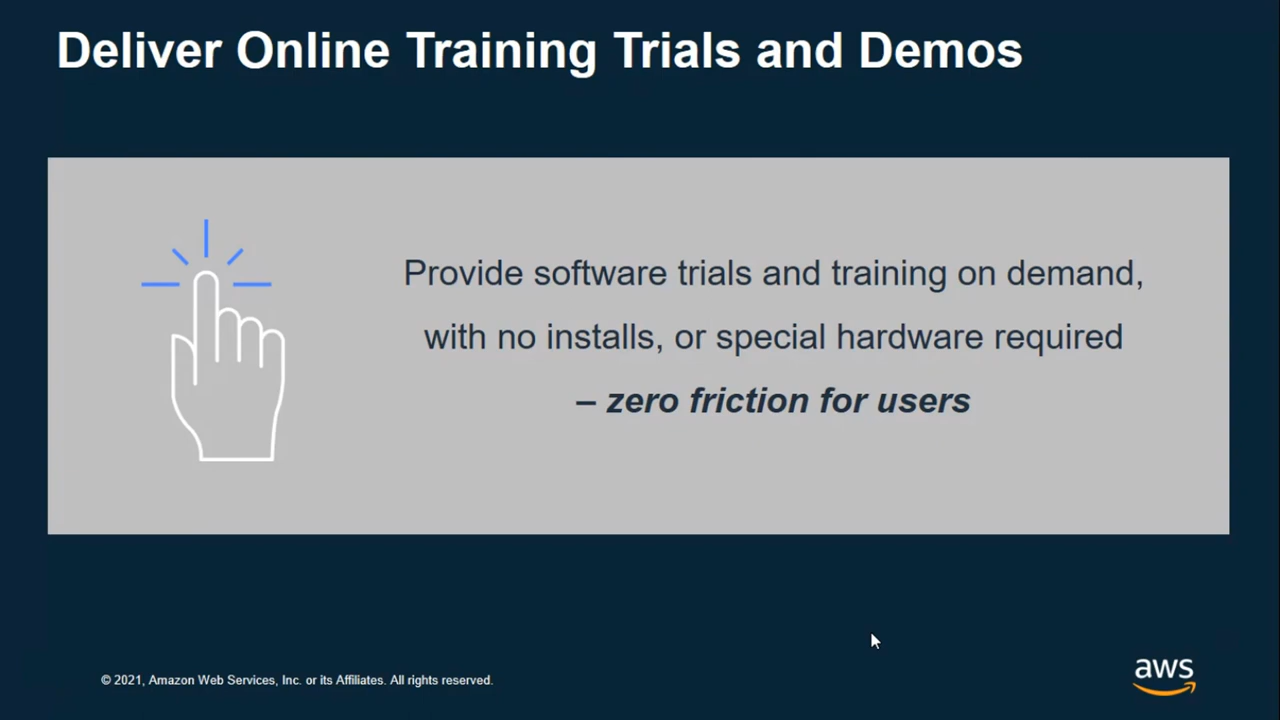 Deliver Online Training Trials and Demos
Provide software trials and training on demand,
with no installs, or special hardware required
– zero friction for users
© 2021, Amazon Web Services, Inc. or its Affiliates. All rights reserved.
aws